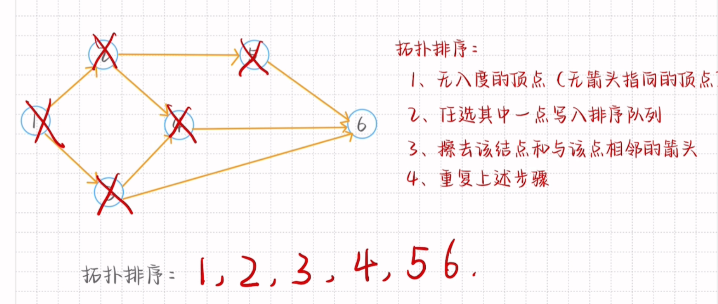 拓扑排序：
1、无入度的顶点（无箭头指向的顶点
2、任选其中一点写入排序队列
3、擦去该结点和与该点相邻的箭头
4、重复上述步骤
1
2
5
4
6
3
拓扑排序：1, 2, 3, 4, 5 6.